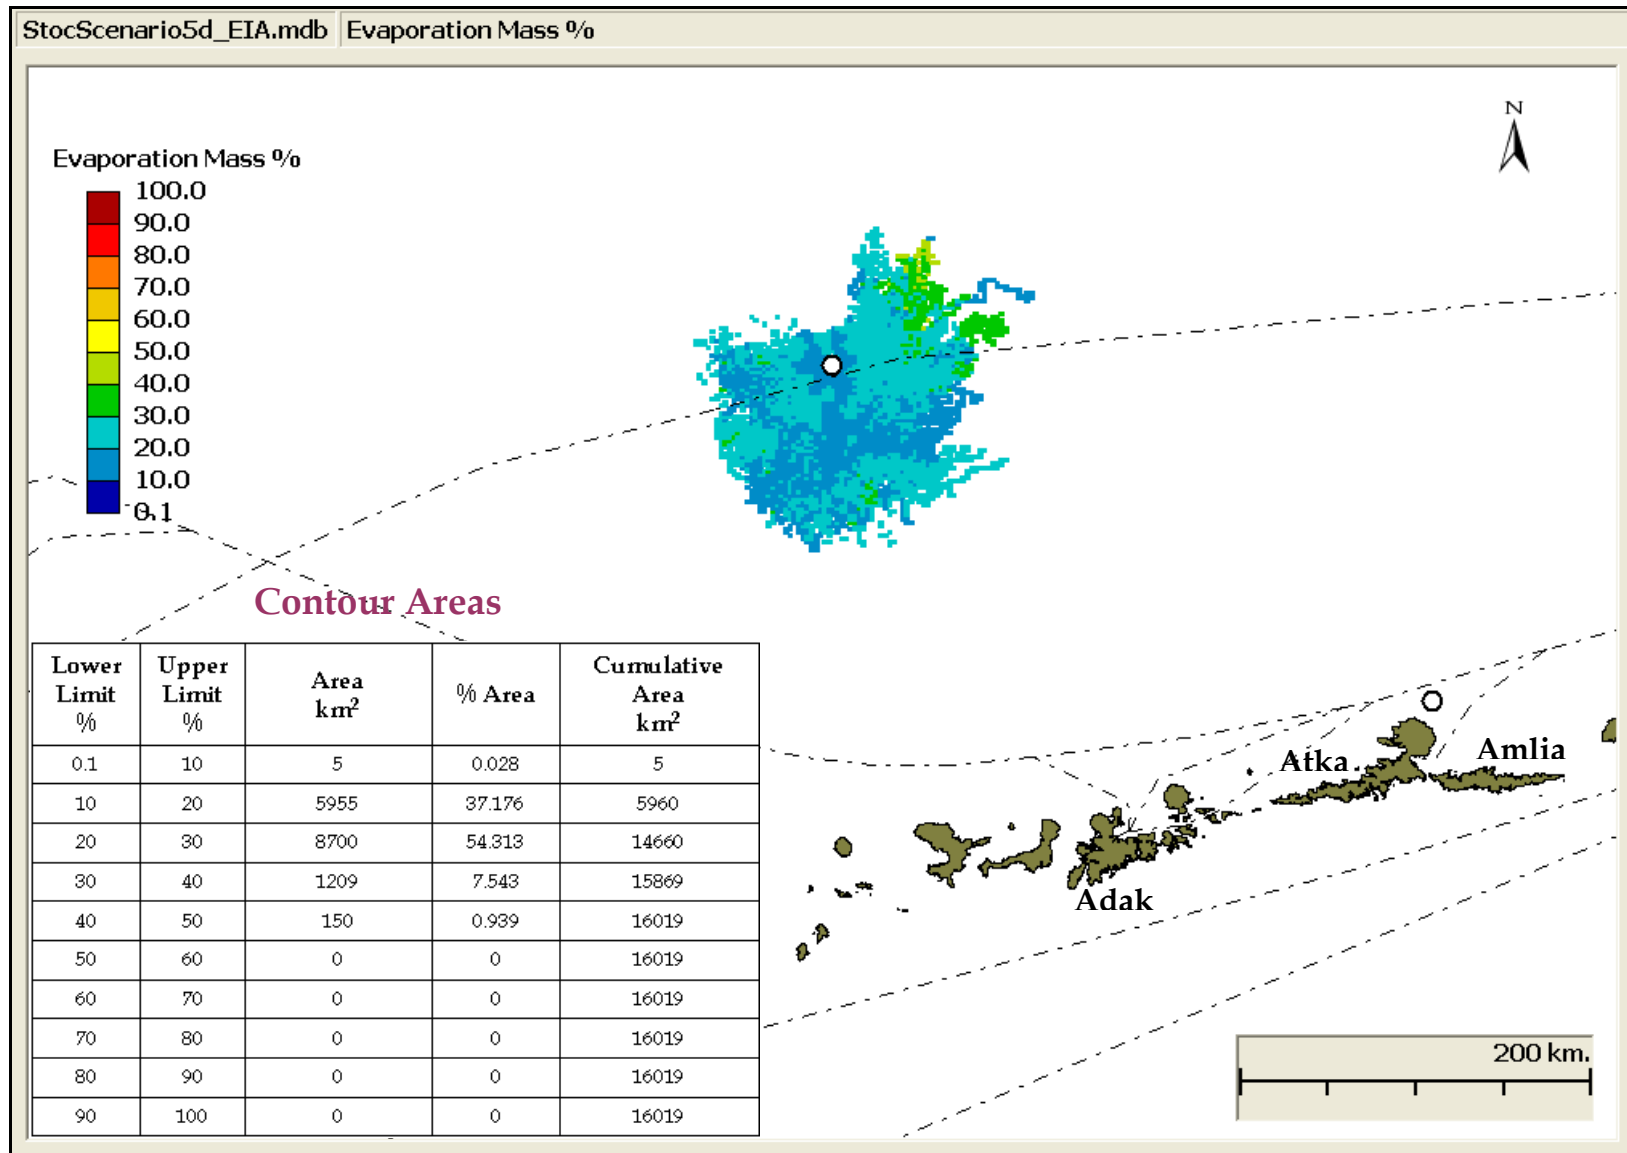 StocScenario5d_EIA.mdb Evaporation Mass %
N
Evaporation Mass %
100.0
90.0
80.0
70.0
60.0
50.0
40.0
30.0
20.0
10.0
0.1
Contour Areas
Lower Limit % Upper Limit % Area km² % Area Cumulative Area km²
0.1 10 5 0.028 5
10 20 5955 37.176 5960
20 30 8700 54.313 14660
30 40 1209 7.543 15869
40 50 150 0.939 16019
50 60 0 0 16019
60 70 0 0 16019
70 80 0 0 16019
80 90 0 0 16019
90 100 0 0 16019
Atka
Amlia
Adak
200 km.